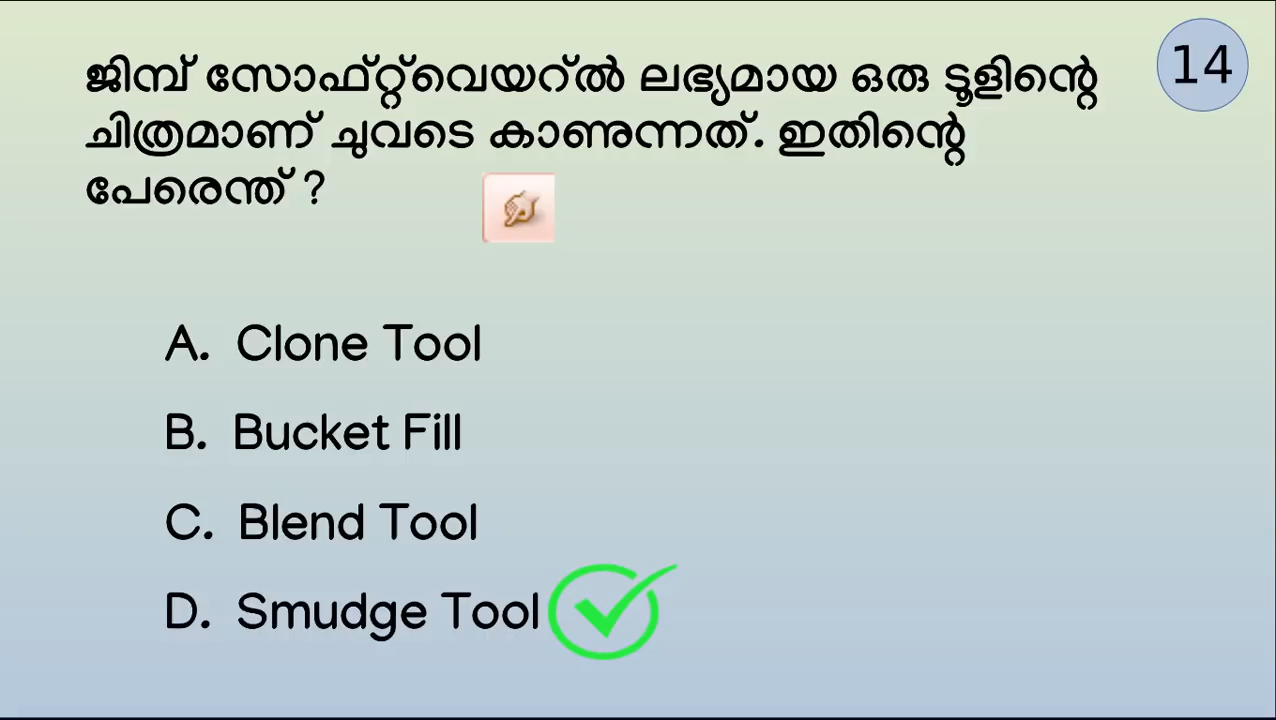 14
ജിമ്പ് സോഫ്റ്റ്‌വെയറ്ൽ ലഭ്യമായ ഒരു ടൂളിന്റെ
ചിത്രമാണ് ചുവടെ കാണുന്നത്. ഇതിന്റെ
പേരെന്ത് ?
A. Clone Tool
B. Bucket Fill
C. Blend Tool
D. Smudge Tool